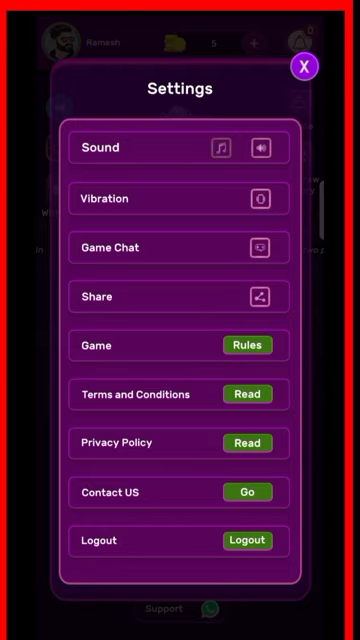 Ramesh
5
0
X
Settings
Sound
Vibration
Game Chat
Share
Game Rules
Terms and Conditions Read
Privacy Policy Read
Contact US Go
Logout Logout
Support